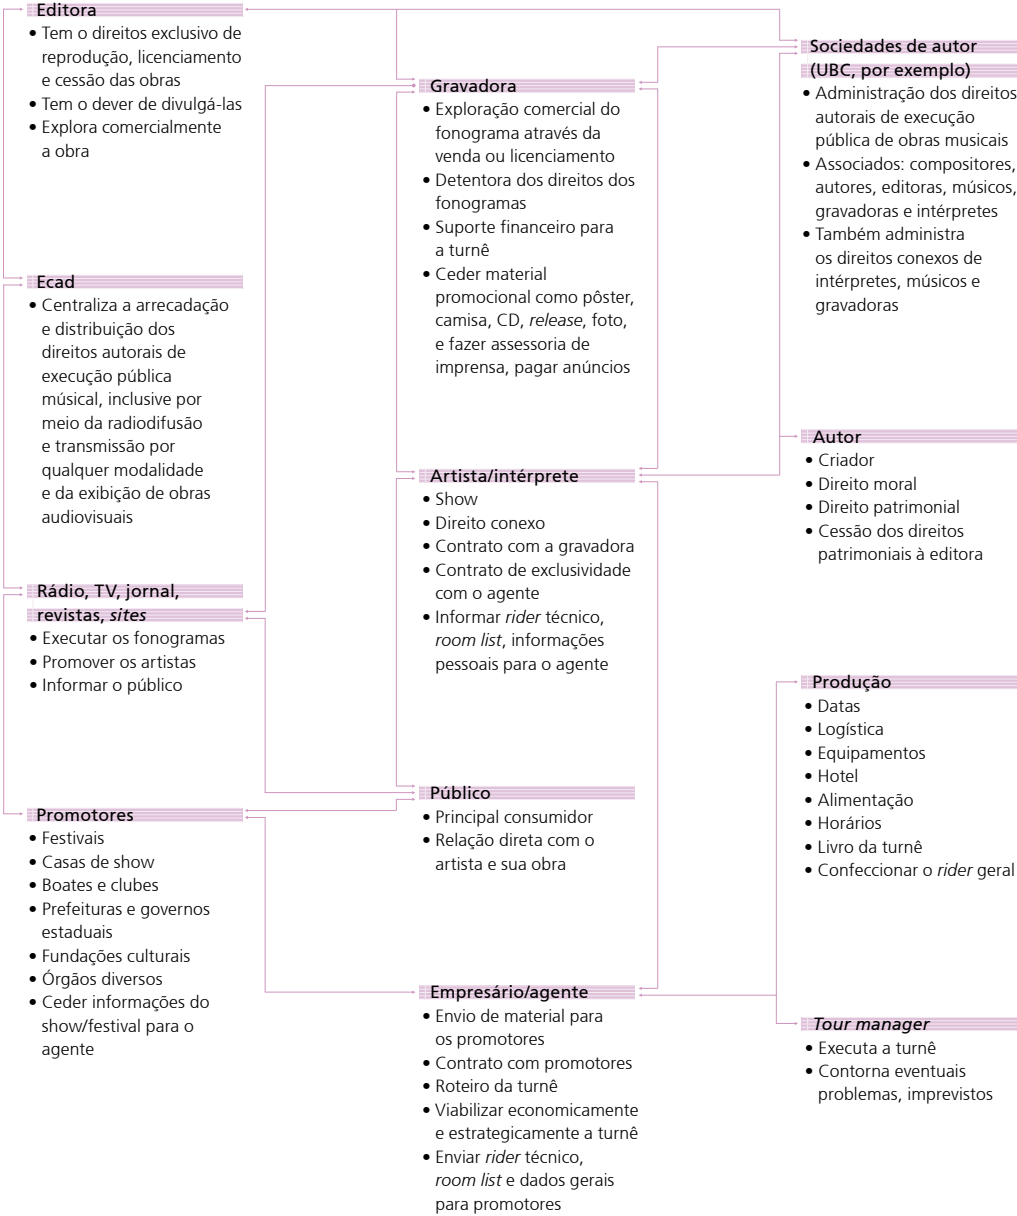 Editora
• Tem o direitos exclusivo de
reprodução, licenciamento
e cessão das obras
• Tem o dever de divulgá-las
• Explora comercialmente
a obra
Ecad
• Centraliza a arrecadação
e distribuição dos
direitos autorais de
execução pública
músical, inclusive por
meio da radiodifusão
e transmissão por
qualquer modalidade
e da exibição de obras
audiovisuais
Rádio, TV, jornal,
revistas, sites
• Executar os fonogramas
• Promover os artistas
• Informar o público
Promotores
• Festivais
• Casas de show
• Boates e clubes
• Prefeituras e governos
estaduais
• Fundações culturais
• Órgãos diversos
• Ceder informações do
show/festival para o
agente
Gravadora
• Exploração comercial do
fonograma através da
venda ou licenciamento
• Detentora dos direitos dos
fonogramas
• Suporte financeiro para
a turnê
• Ceder material
promocional como pôster,
camisa, CD, release, foto,
e fazer assessoria de
imprensa, pagar anúncios
Artista/intérprete
• Show
• Direito conexo
• Contrato com a gravadora
• Contrato de exclusividade
com o agente
• Informar rider técnico,
room list, informações
pessoais para o agente
Público
• Principal consumidor
• Relação direta com o
artista e sua obra
Empresário/agente
• Envio de material para
os promotores
• Contrato com promotores
• Roteiro da turnê
• Viabilizar economicamente
e estrategicamente a turnê
• Enviar rider técnico,
room list e dados gerais
para promotores
Sociedades de autor
(UBC, por exemplo)
• Administração dos direitos
autorais de execução
pública de obras musicais
• Associados: compositores,
autores, editoras, músicos,
gravadoras e intérpretes
• Também administra
os direitos conexos de
intérpretes, músicos e
gravadoras
Autor
• Criador
• Direito moral
• Direito patrimonial
• Cessão dos direitos
patrimoniais à editora
Produção
• Datas
• Logística
• Equipamentos
• Hotel
• Alimentação
• Horários
• Livro da turnê
• Confeccionar o rider geral
Tour manager
• Executa a turnê
• Contorna eventuais
problemas, imprevistos